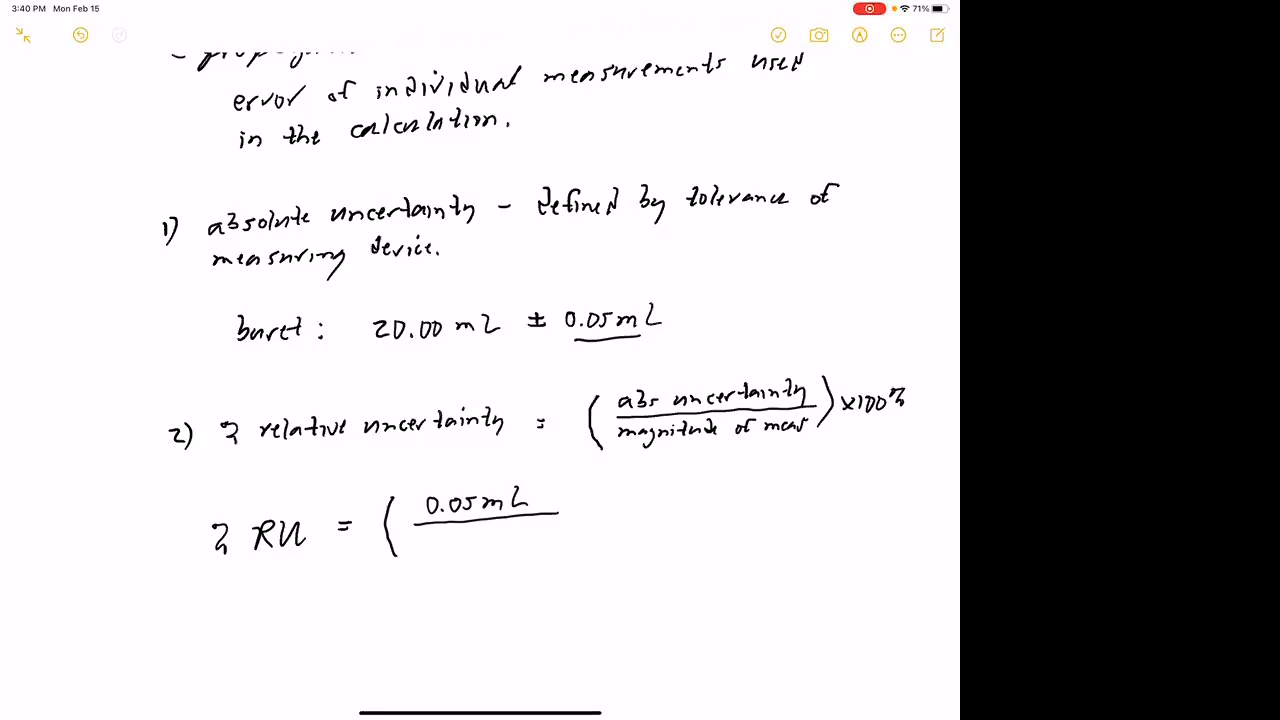 3:40 PM Mon Feb 15
71%
error of individual measurements used
in the calculation.
1) absolute uncertainty - defined by tolerance of
measuring device.
buret: 20.00 mL ± 0.05 mL
2) % relative uncertainty = (abs uncertainty
magnitude of meas) x100%
% RU = (0.05 mL